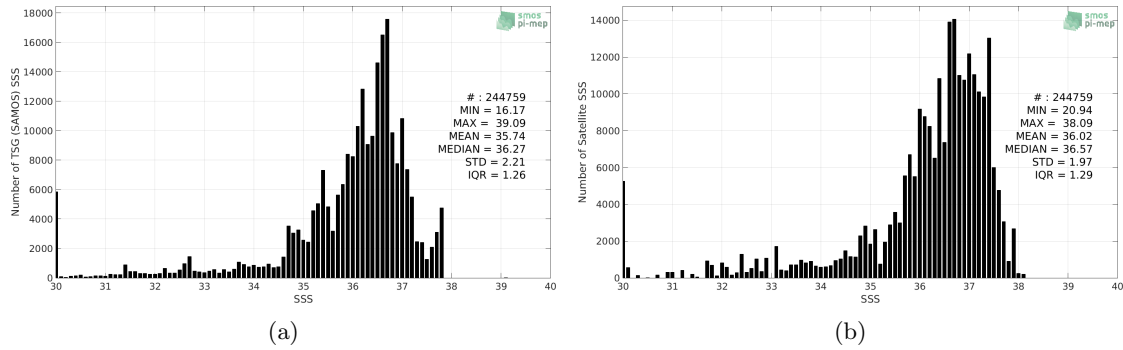 smos
pi-mep
Number of TSG (SAMOS) SSS
18000
16000
14000
12000
10000
8000
6000
4000
2000
0
# : 244759
MIN = 16.17
MAX = 39.09
MEAN = 35.74
MEDIAN = 36.27
STD = 2.21
IQR = 1.26
30 31 32 33 34 35 36 37 38 39 40
SSS
(a)
smos
pi-mep
Number of Satellite SSS
14000
12000
10000
8000
6000
4000
2000
0
# : 244759
MIN = 20.94
MAX = 38.09
MEAN = 36.02
MEDIAN = 36.57
STD = 1.97
IQR = 1.29
30 31 32 33 34 35 36 37 38 39 40
SSS
(b)